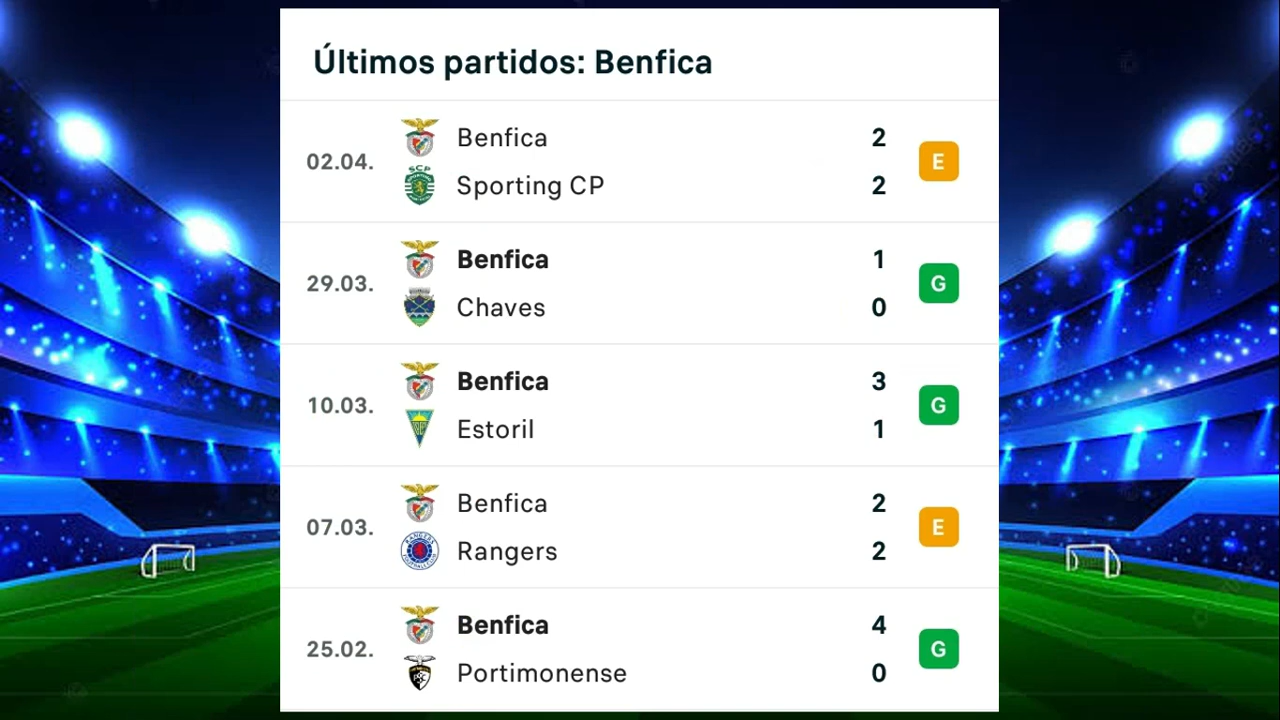 Últimos partidos: Benfica
02.04.
Benfica 2
Sporting CP 2
E
29.03.
Benfica 1
Chaves 0
G
10.03.
Benfica 3
Estoril 1
G
07.03.
Benfica 2
Rangers 2
E
25.02.
Benfica 4
Portimonense 0
G